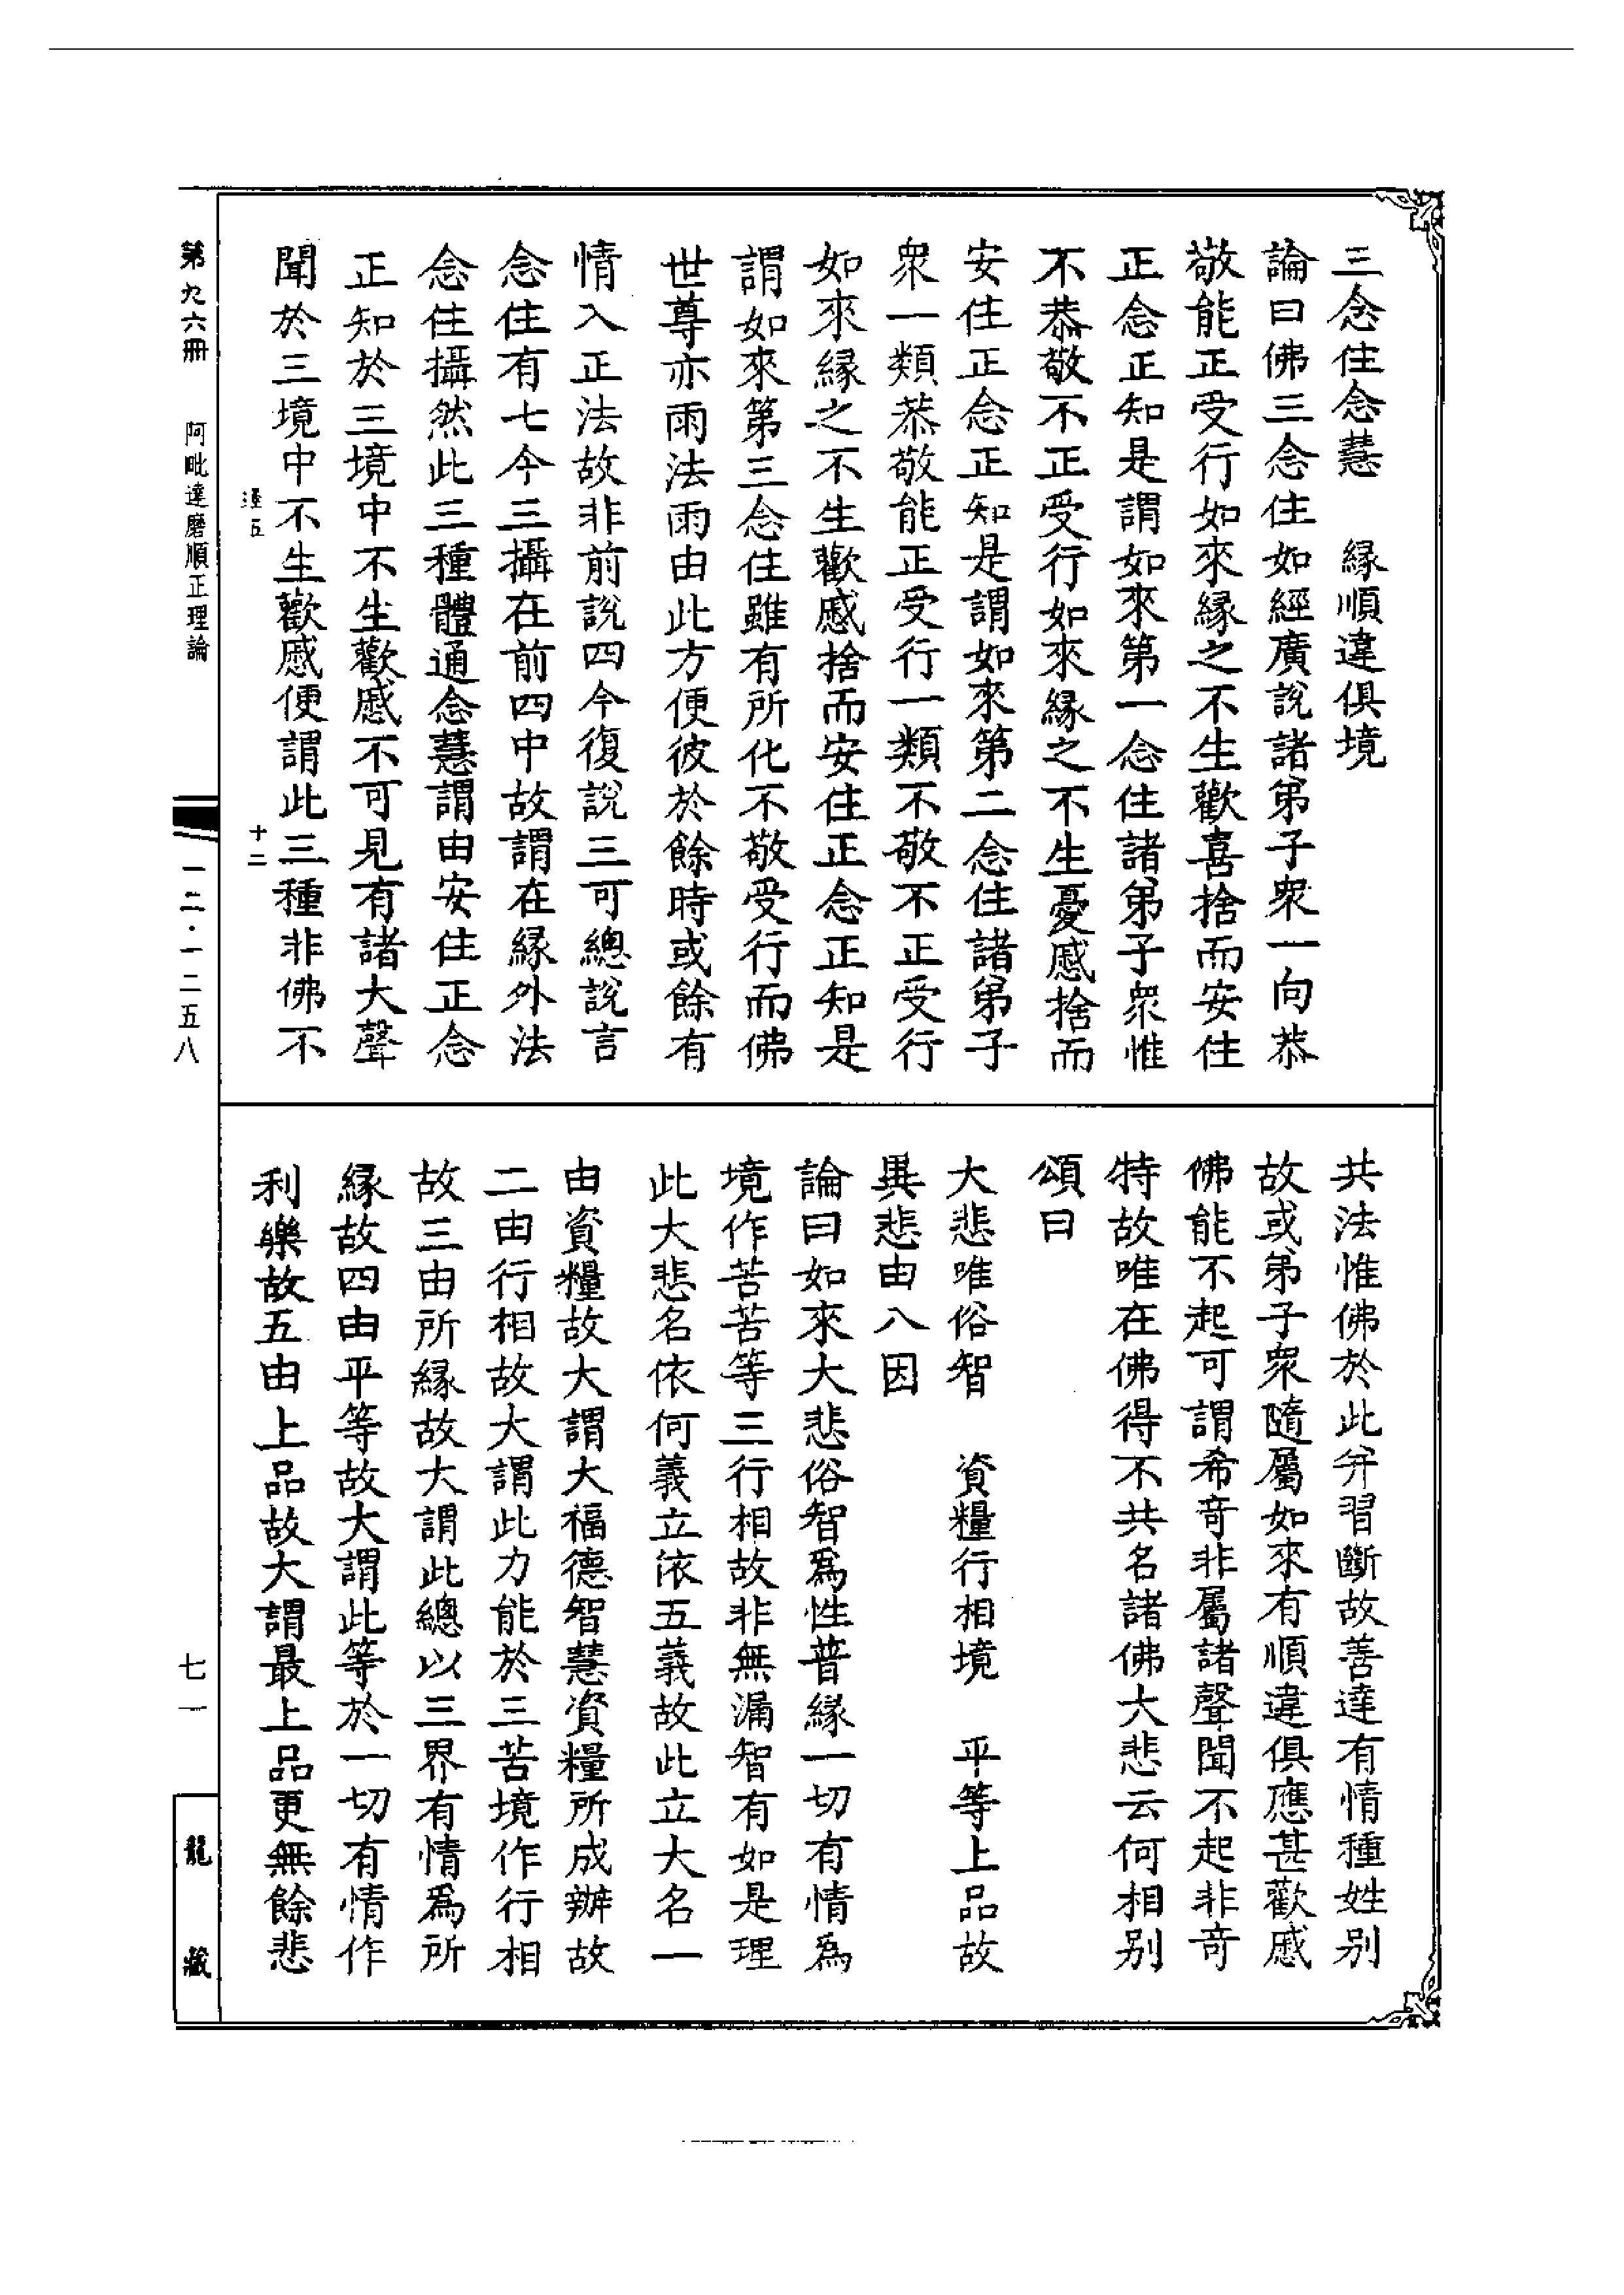 三念住念慧　緣順違俱境
論曰佛三念住如經廣說諸弟子衆一向恭
敬能正受行如來緣之不生歡喜捨而安住
正念正知是謂如來第一念住諸弟子衆惟
不恭敬不正受行如來緣之不生憂慼捨而
安住正念正知是謂如來第二念住諸弟子
衆一類恭敬能正受行一類不敬不正受行
如來緣之不生歡慼捨而安住正念正知是
謂如來第三念住雖有所化不敬受行而佛
世尊亦雨法雨由此方便彼於餘時或餘有
情入正法故非前說四今復說三可總說言
念住有七今三攝在前四中故謂在緣外法
念住攝然此三種體通念慧謂由安住正念
正知於三境中不生歡慼不可見有諸大聲
聞於三境中不生歡慼便謂此三種非佛不
十二
共法惟佛於此并習斷故善達有情種姓別
故或弟子衆隨屬如來有順違俱應甚歡慼
佛能不起可謂希奇非屬諸聲聞不起非奇
特故唯在佛得不共名諸佛大悲云何相別
頌曰
大悲唯俗智　資糧行相境　平等上品故
異悲由八因
論曰如來大悲俗智爲性普緣一切有情爲
境作苦苦等三行相故非無漏智有如是理
此大悲名依何義立依五義故此立大名一
由資糧故大謂大福德智慧資糧所成辦故
二由行相故大謂此力能於三苦境作行相
故三由所緣故大謂此總以三界有情爲所
緣故四由平等故大謂此等於一切有情作
利樂故五由上品故大謂最上品更無餘悲
第九六冊　阿毗達磨順正理論
一二·一二五八
七一
龍藏